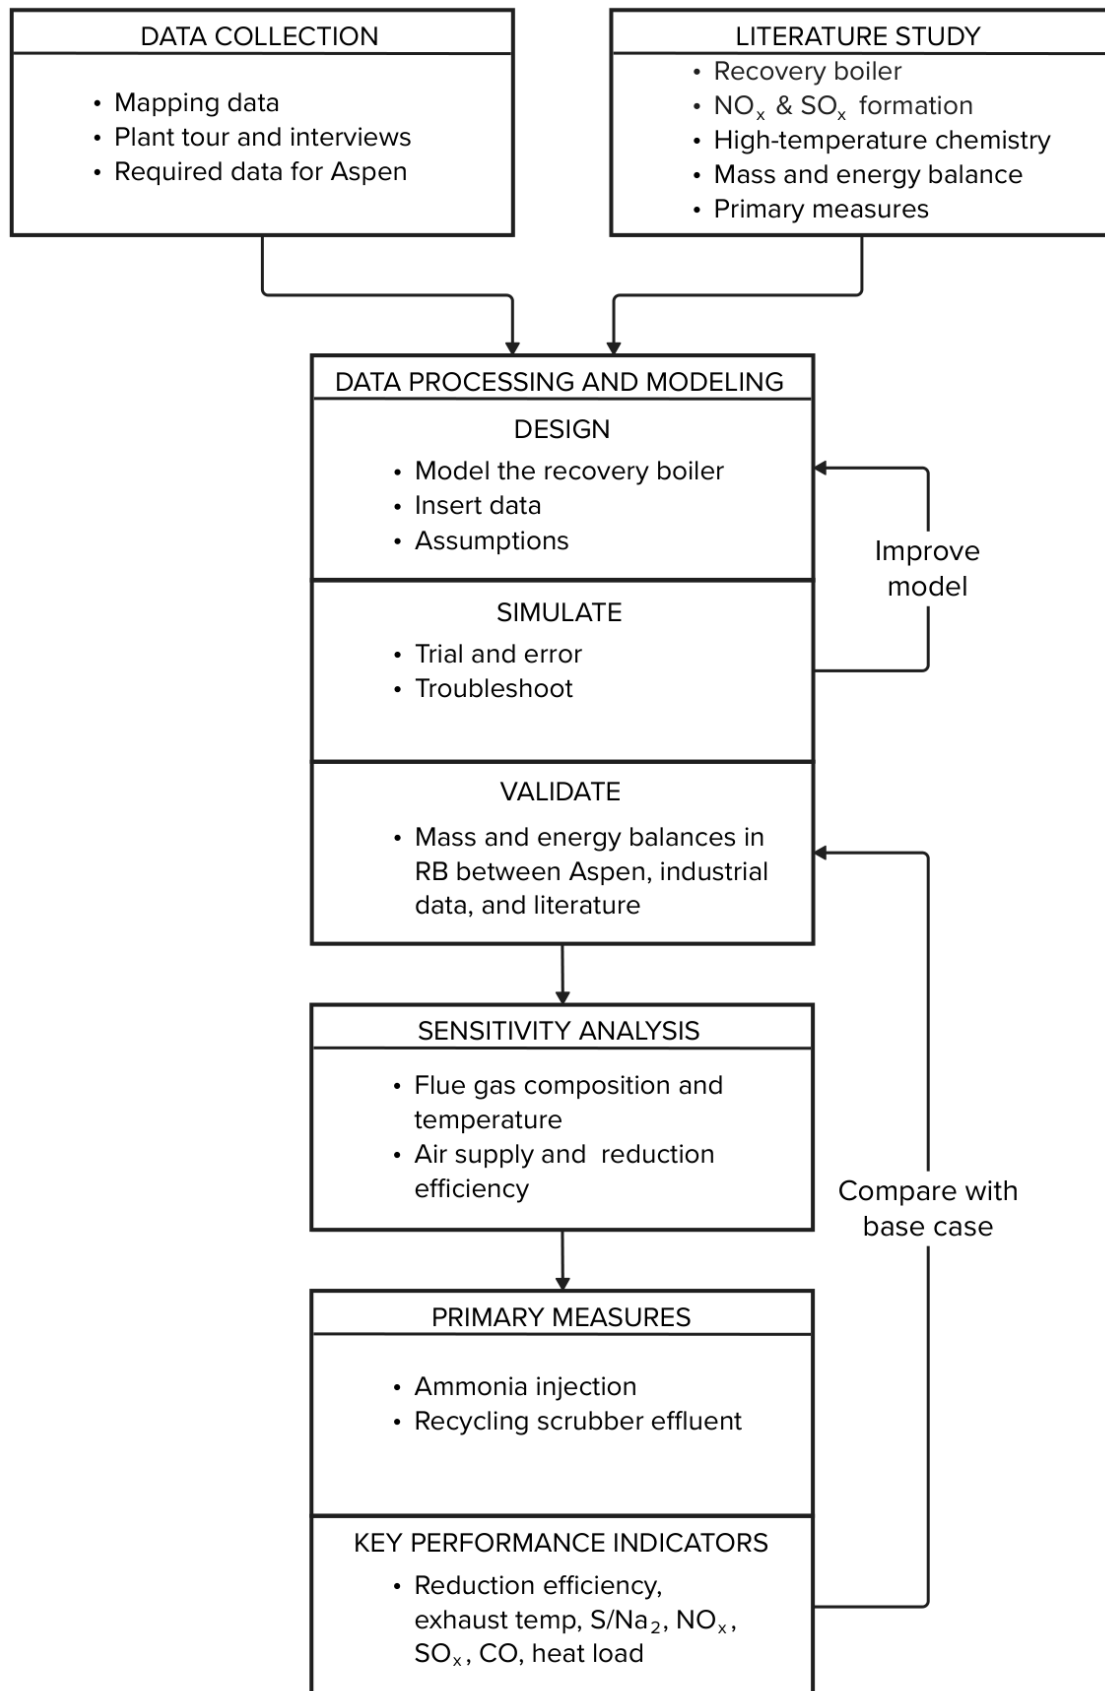 DATA COLLECTION
• Mapping data
• Plant tour and interviews
• Required data for Aspen
LITERATURE STUDY
• Recovery boiler
• NOₓ & SOₓ formation
• High-temperature chemistry
• Mass and energy balance
• Primary measures
DATA PROCESSING AND MODELING
DESIGN
• Model the recovery boiler
• Insert data
• Assumptions
Improve
model
SIMULATE
• Trial and error
• Troubleshoot
VALIDATE
• Mass and energy balances in
RB between Aspen, industrial
data, and literature
SENSITIVITY ANALYSIS
• Flue gas composition and
temperature
• Air supply and reduction
efficiency
Compare with
base case
PRIMARY MEASURES
• Ammonia injection
• Recycling scrubber effluent
KEY PERFORMANCE INDICATORS
• Reduction efficiency,
exhaust temp, S/Na₂, NOₓ,
SOₓ, CO, heat load